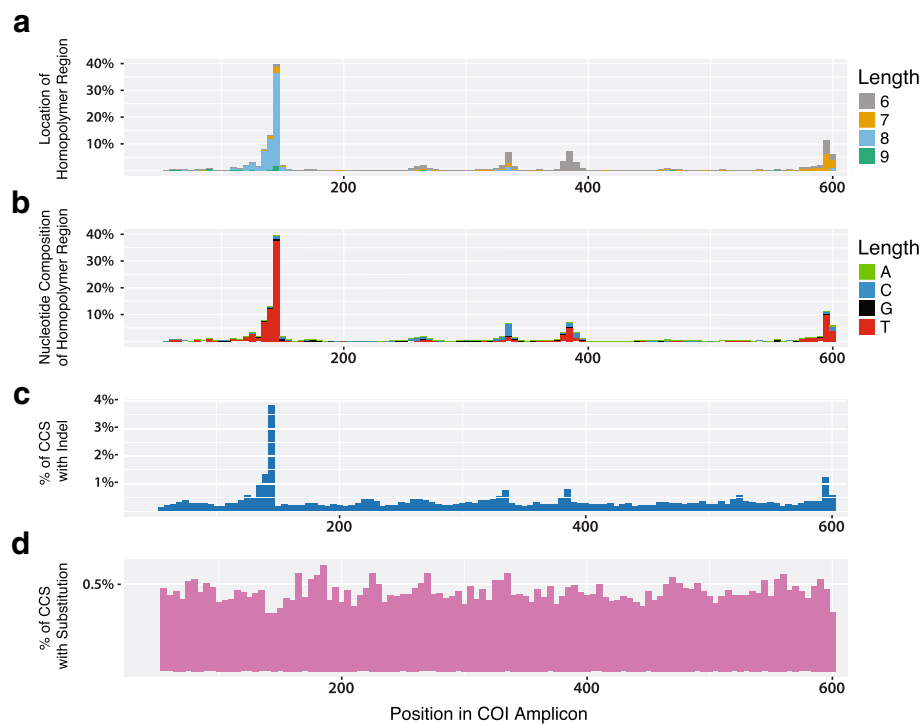 a
Location of
Homopolymer Region
40%
30%
20%
10%
200
400
600
Length
6
7
8
9
b
Nucleotide Composition
of Homopolymer Region
40%
30%
20%
10%
200
400
600
Length
A
C
G
T
c
% of CCS
with Indel
4%
3%
2%
1%
200
400
600
d
% of CCS
with Substitution
0.5%
200
400
600
Position in COI Amplicon